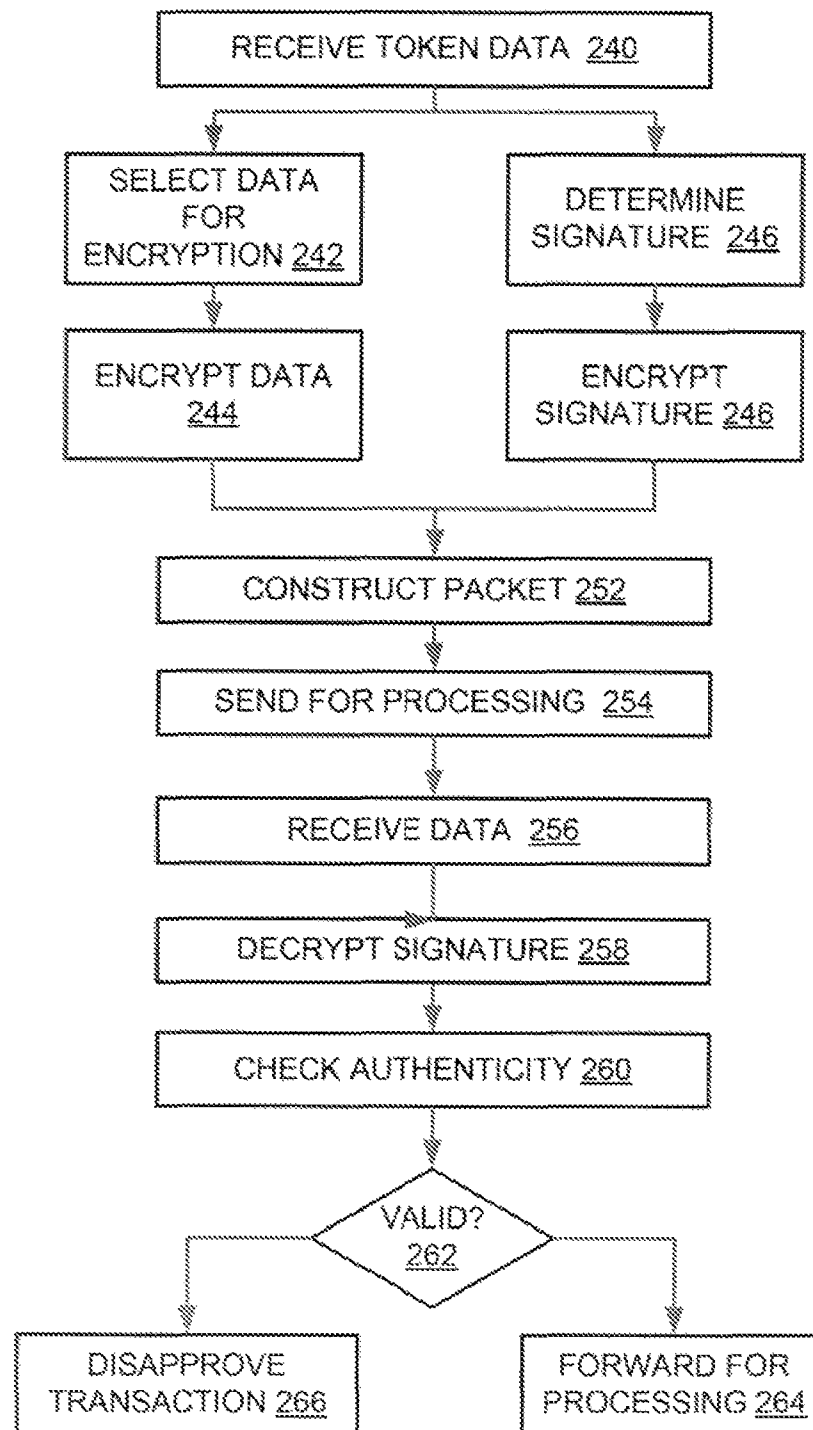 RECEIVE TOKEN DATA 240
SELECT DATA
FOR
ENCRYPTION 242
DETERMINE
SIGNATURE 246
ENCRYPT DATA
244
ENCRYPT
SIGNATURE 246
CONSTRUCT PACKET 252
SEND FOR PROCESSING 254
RECEIVE DATA 256
DECRYPT SIGNATURE 258
CHECK AUTHENTICITY 260
VALID?
262
DISAPPROVE
TRANSACTION 266
FORWARD FOR
PROCESSING 264